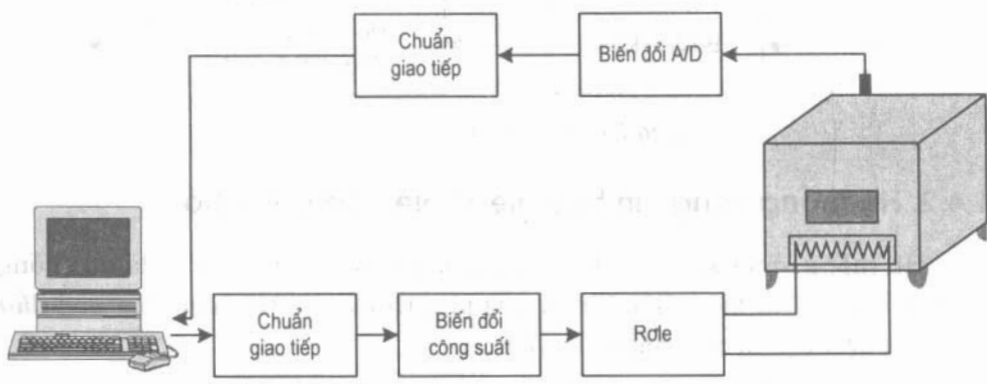 Chuẩn
giao tiếp
Biến đổi A/D
Chuẩn
giao tiếp
Biến đổi
công suất
Rơle